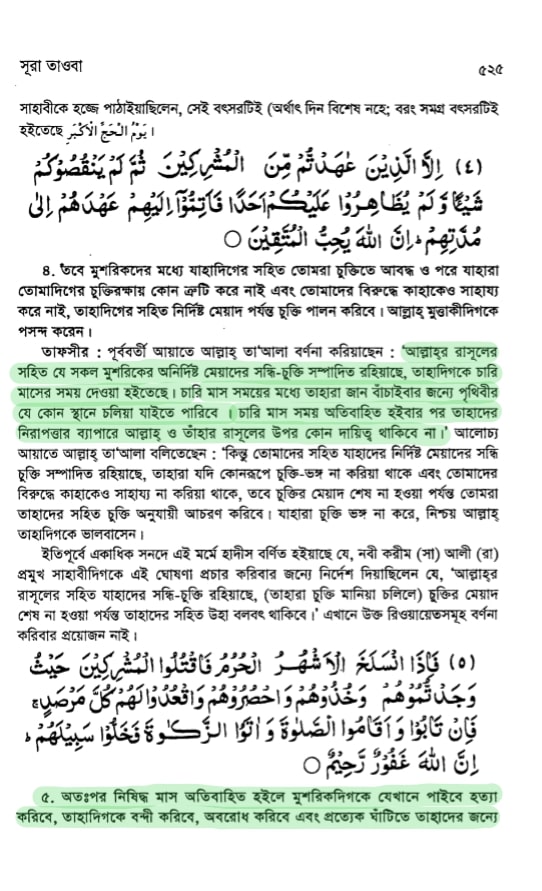 সূরা তাওবা
৫২৫
সাহাবীকে হজ্জে পাঠাইয়াছিলেন, সেই বৎসরটিই (অর্থাৎ দিন বিশেষ নহে; বরং সমগ্র বৎসরটিই
হইতেছে يَوْمُ الْحَجِّ الْأَكْبَرِ ।
(٤) اِلَّا الَّذِيْنَ عٰهَدْتُّمْ مِّنَ الْمُشْرِكِيْنَ ثُمَّ لَمْ يَنْقُصُوْكُمْ
شَيْئًا وَّلَمْ يُظَاهِرُوْا عَلَيْكُمْ اَحَدًا فَاَتِمُّوْٓا اِلَيْهِمْ عَهْدَهُمْ اِلٰى
مُدَّتِهِمْ ؕ اِنَّ اللّٰهَ يُحِبُّ الْمُتَّقِيْنَ ○
৪. তবে মুশরিকদের মধ্যে যাহাদিগের সহিত তোমরা চুক্তিতে আবদ্ধ ও পরে যাহারা
তোমাদিগের চুক্তিরক্ষায় কোন ত্রুটি করে নাই এবং তোমাদের বিরুদ্ধে কাহাকেও সাহায্য
করে নাই, তাহাদিগের সহিত নির্দিষ্ট মেয়াদ পর্যন্ত চুক্তি পালন করিবে। আল্লাহ্ মুত্তাকীদিগকে
পসন্দ করেন।
তাফসীর : পূর্ববর্তী আয়াতে আল্লাহ্ তা'আলা বর্ণনা করিয়াছেন : 'আল্লাহ্‌র রাসূলের
সহিত যে সকল মুশরিকের অনির্দিষ্ট মেয়াদের সন্ধি-চুক্তি সম্পাদিত রহিয়াছে, তাহাদিগকে চারি
মাসের সময় দেওয়া হইতেছে। চারি মাস সময়ের মধ্যে তাহারা জান বাঁচাইবার জন্যে পৃথিবীর
যে কোন স্থানে চলিয়া যাইতে পারিবে । চারি মাস সময় অতিবাহিত হইবার পর তাহাদের
নিরাপত্তার ব্যাপারে আল্লাহ্ ও তাঁহার রাসূলের উপর কোন দায়িত্ব থাকিবে না।' আলোচ্য
আয়াতে আল্লাহ্ তা'আলা বলিতেছেন : 'কিন্তু তোমাদের সহিত যাহাদের নির্দিষ্ট মেয়াদের সন্ধি
চুক্তি সম্পাদিত রহিয়াছে, তাহারা যদি কোনরূপে চুক্তি-ভঙ্গ না করিয়া থাকে এবং তোমাদের
বিরুদ্ধে কাহাকেও সাহায্য না করিয়া থাকে, তবে চুক্তির মেয়াদ শেষ না হওয়া পর্যন্ত তোমরা
তাহাদের সহিত চুক্তি অনুযায়ী আচরণ করিবে। যাহারা চুক্তি ভঙ্গ না করে, নিশ্চয় আল্লাহ্
তাহাদিগকে ভালবাসেন।
ইতিপূর্বে একাধিক সনদে এই মর্মে হাদীস বর্ণিত হইয়াছে যে, নবী করীম (সা) আলী (রা)
প্রমুখ সাহাবীদিগকে এই ঘোষণা প্রচার করিবার জন্যে নির্দেশ দিয়াছিলেন যে, 'আল্লাহ্‌র
রাসূলের সহিত যাহাদের সন্ধি-চুক্তি রহিয়াছে, (তাহারা চুক্তি মানিয়া চলিলে) চুক্তির মেয়াদ
শেষ না হওয়া পর্যন্ত তাহাদের সহিত উহা বলবৎ থাকিবে।' এখানে উক্ত রিওয়ায়েতসমূহ বর্ণনা
করিবার প্রয়োজন নাই।
(٥) فَاِذَا انْسَلَخَ الْاَشْهُرُ الْحُرُمُ فَاقْتُلُوا الْمُشْرِكِيْنَ حَيْثُ
وَجَدْتُّمُوْهُمْ وَخُذُوْهُمْ وَاحْصُرُوْهُمْ وَاقْعُدُوْا لَهُمْ كُلَّ مَرْصَدٍ ۚ
فَاِنْ تَابُوْا وَاَقَامُوا الصَّلٰوةَ وَاٰتَوُا الزَّكٰوةَ فَخَلُّوْا سَبِيْلَهُمْ ؕ
اِنَّ اللّٰهَ غَفُوْرٌ رَّحِيْمٌ ○
৫. অতঃপর নিষিদ্ধ মাস অতিবাহিত হইলে মুশরিকদিগকে যেখানে পাইবে হত্যা
করিবে, তাহাদিগকে বন্দী করিবে, অবরোধ করিবে এবং প্রত্যেক ঘাঁটিতে তাহাদের জন্যে